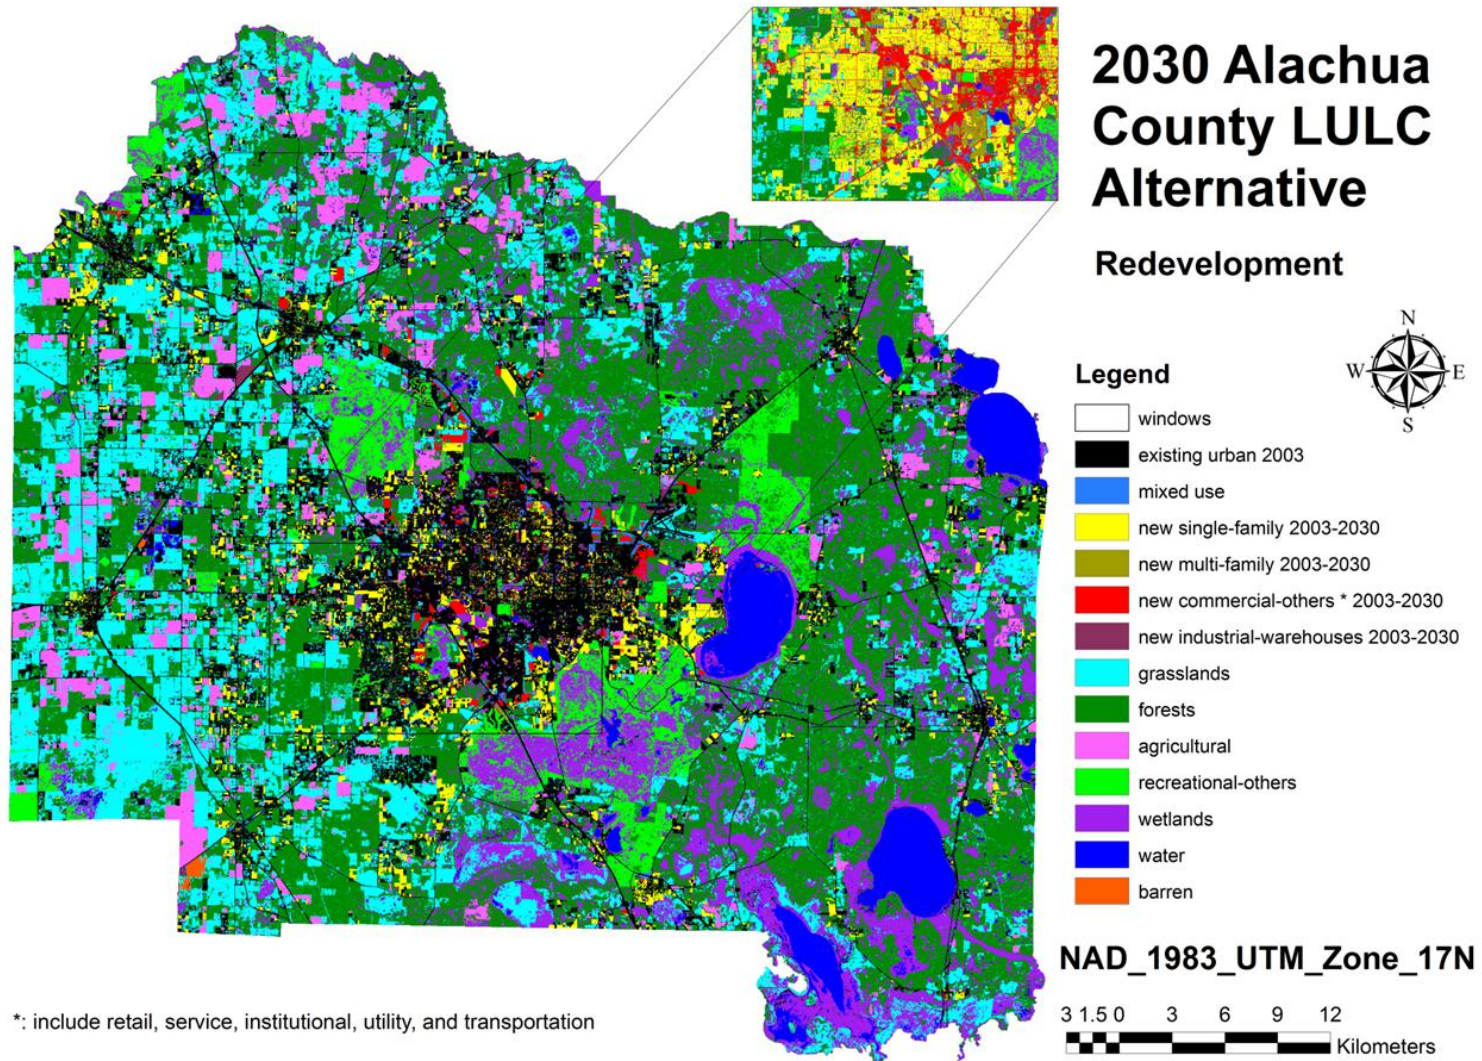 2030 Alachua
County LULC
Alternative
Redevelopment
N
W E
S
Legend
windows
existing urban 2003
mixed use
new single-family 2003-2030
new multi-family 2003-2030
new commercial-others * 2003-2030
new industrial-warehouses 2003-2030
grasslands
forests
agricultural
recreational-others
wetlands
water
barren
NAD_1983_UTM_Zone_17N
3 1.5 0 3 6 9 12
Kilometers
*: include retail, service, institutional, utility, and transportation